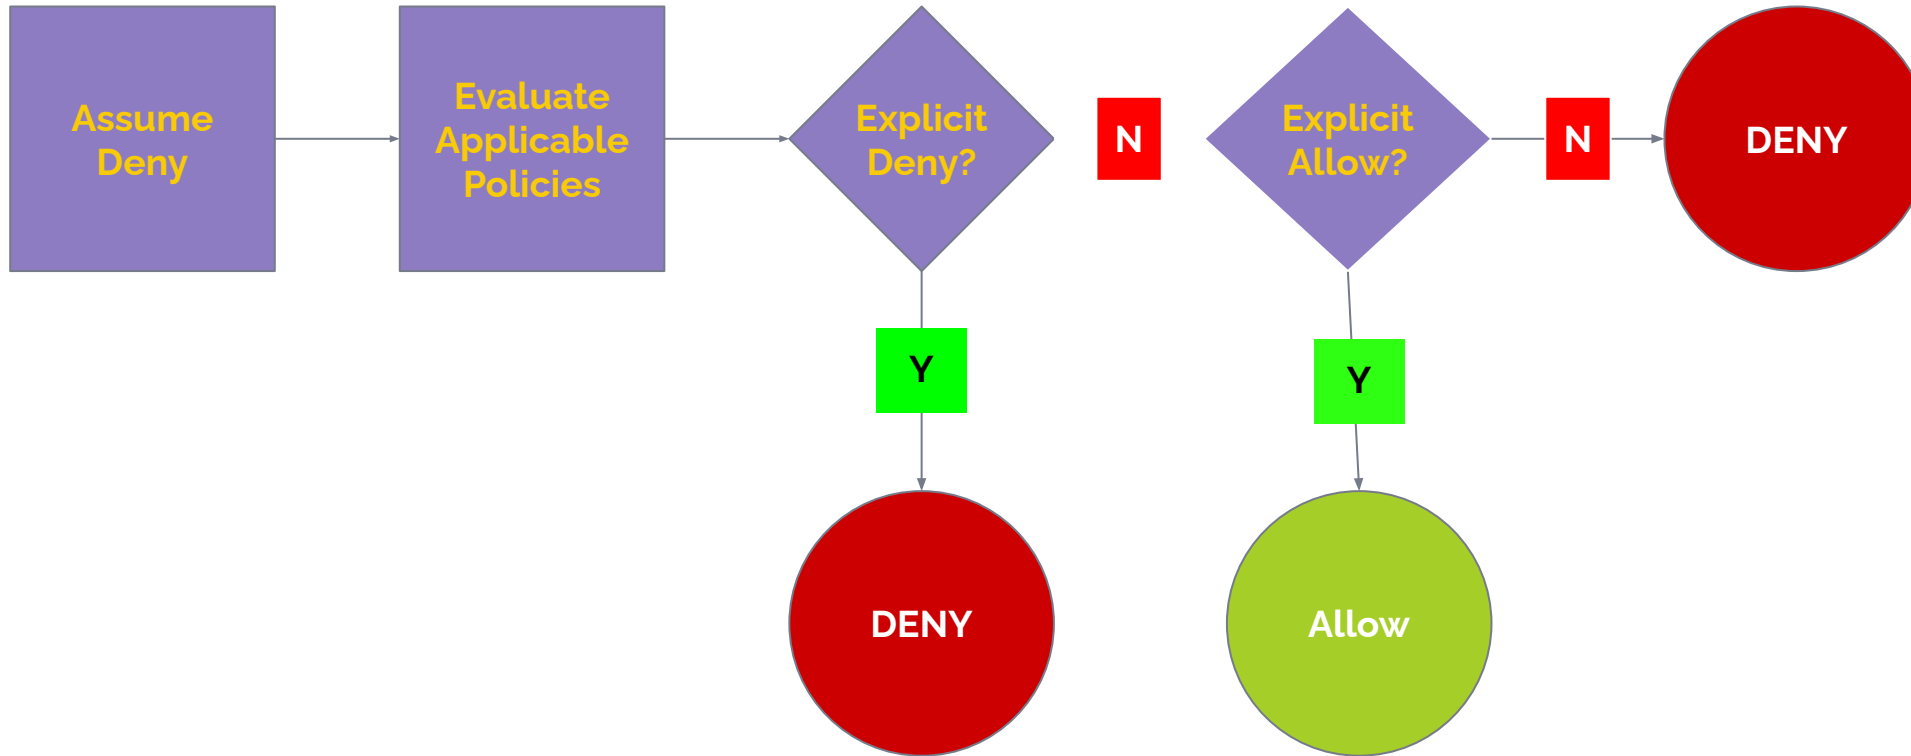 Assume
Deny
Evaluate
Applicable
Policies
Explicit
Deny?
N
Explicit
Allow?
N
DENY
Y
Y
DENY
Allow